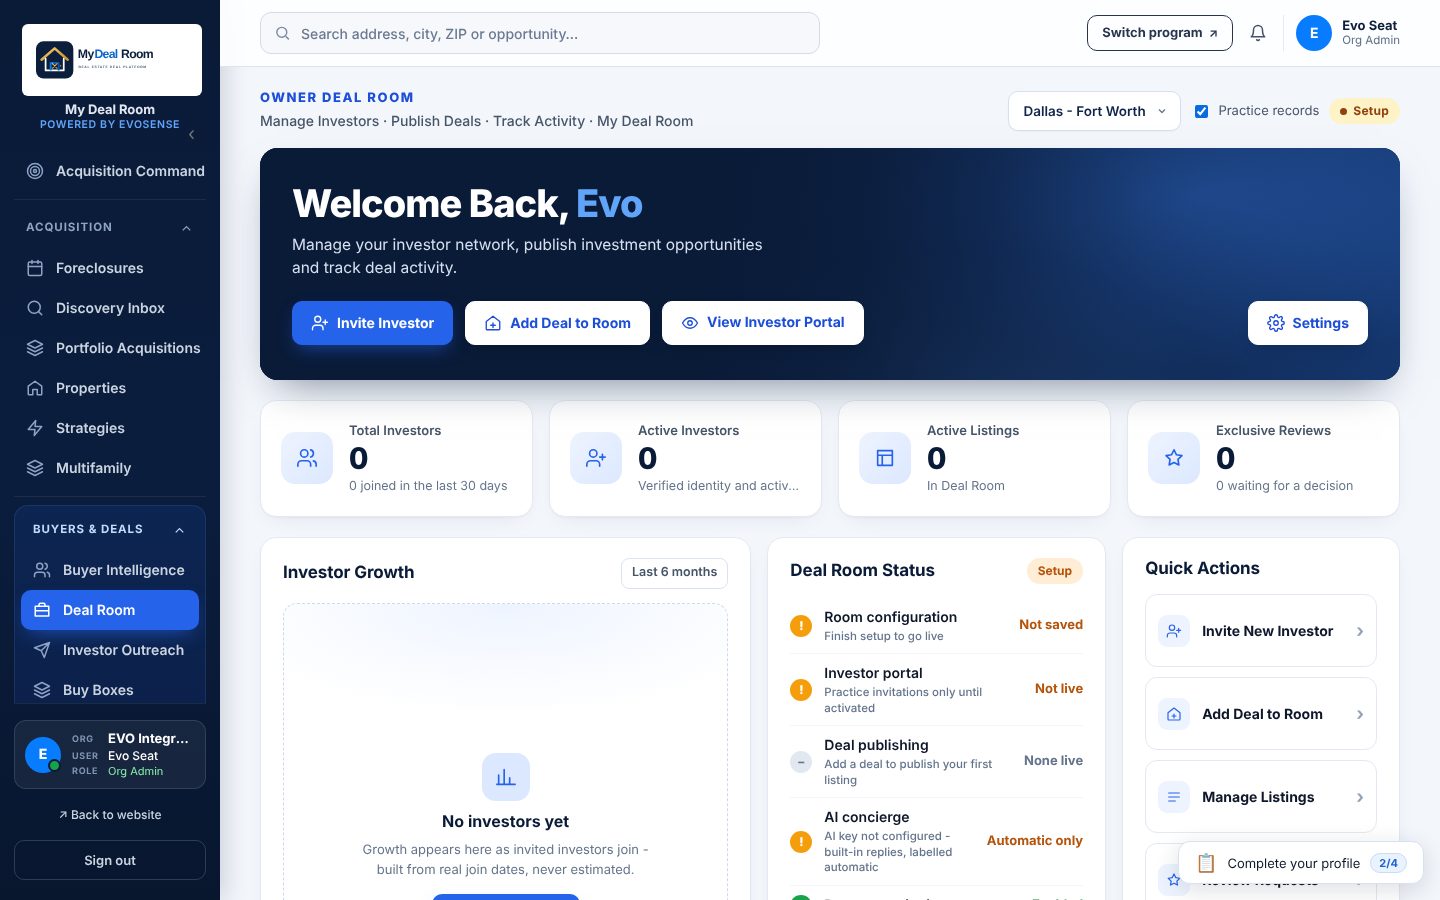 MyDeal Room
REAL ESTATE DEAL PLATFORM
My Deal Room
POWERED BY EVOSENSE
Acquisition Command
ACQUISITION
Foreclosures
Discovery Inbox
Portfolio Acquisitions
Properties
Strategies
Multifamily
BUYERS & DEALS
Buyer Intelligence
Deal Room
Investor Outreach
Buy Boxes
E
ORG EVO Integr...
USER Evo Seat
ROLE Org Admin
↗ Back to website
Sign out
Search address, city, ZIP or opportunity...
Switch program ↗
E
Evo Seat
Org Admin
OWNER DEAL ROOM
Manage Investors · Publish Deals · Track Activity · My Deal Room
Dallas - Fort Worth
Practice records
Setup
Welcome Back, Evo
Manage your investor network, publish investment opportunities
and track deal activity.
Invite Investor
Add Deal to Room
View Investor Portal
Settings
Total Investors
0
0 joined in the last 30 days
Active Investors
0
Verified identity and activ...
Active Listings
0
In Deal Room
Exclusive Reviews
0
0 waiting for a decision
Investor Growth
Last 6 months
No investors yet
Growth appears here as invited investors join -
built from real join dates, never estimated.
Deal Room Status
Setup
Room configuration
Finish setup to go live
Not saved
Investor portal
Practice invitations only until
activated
Not live
Deal publishing
Add a deal to publish your first
listing
None live
AI concierge
AI key not configured -
built-in replies, labelled
automatic
Automatic only
Quick Actions
Invite New Investor
Add Deal to Room
Manage Listings
Complete your profile 2/4